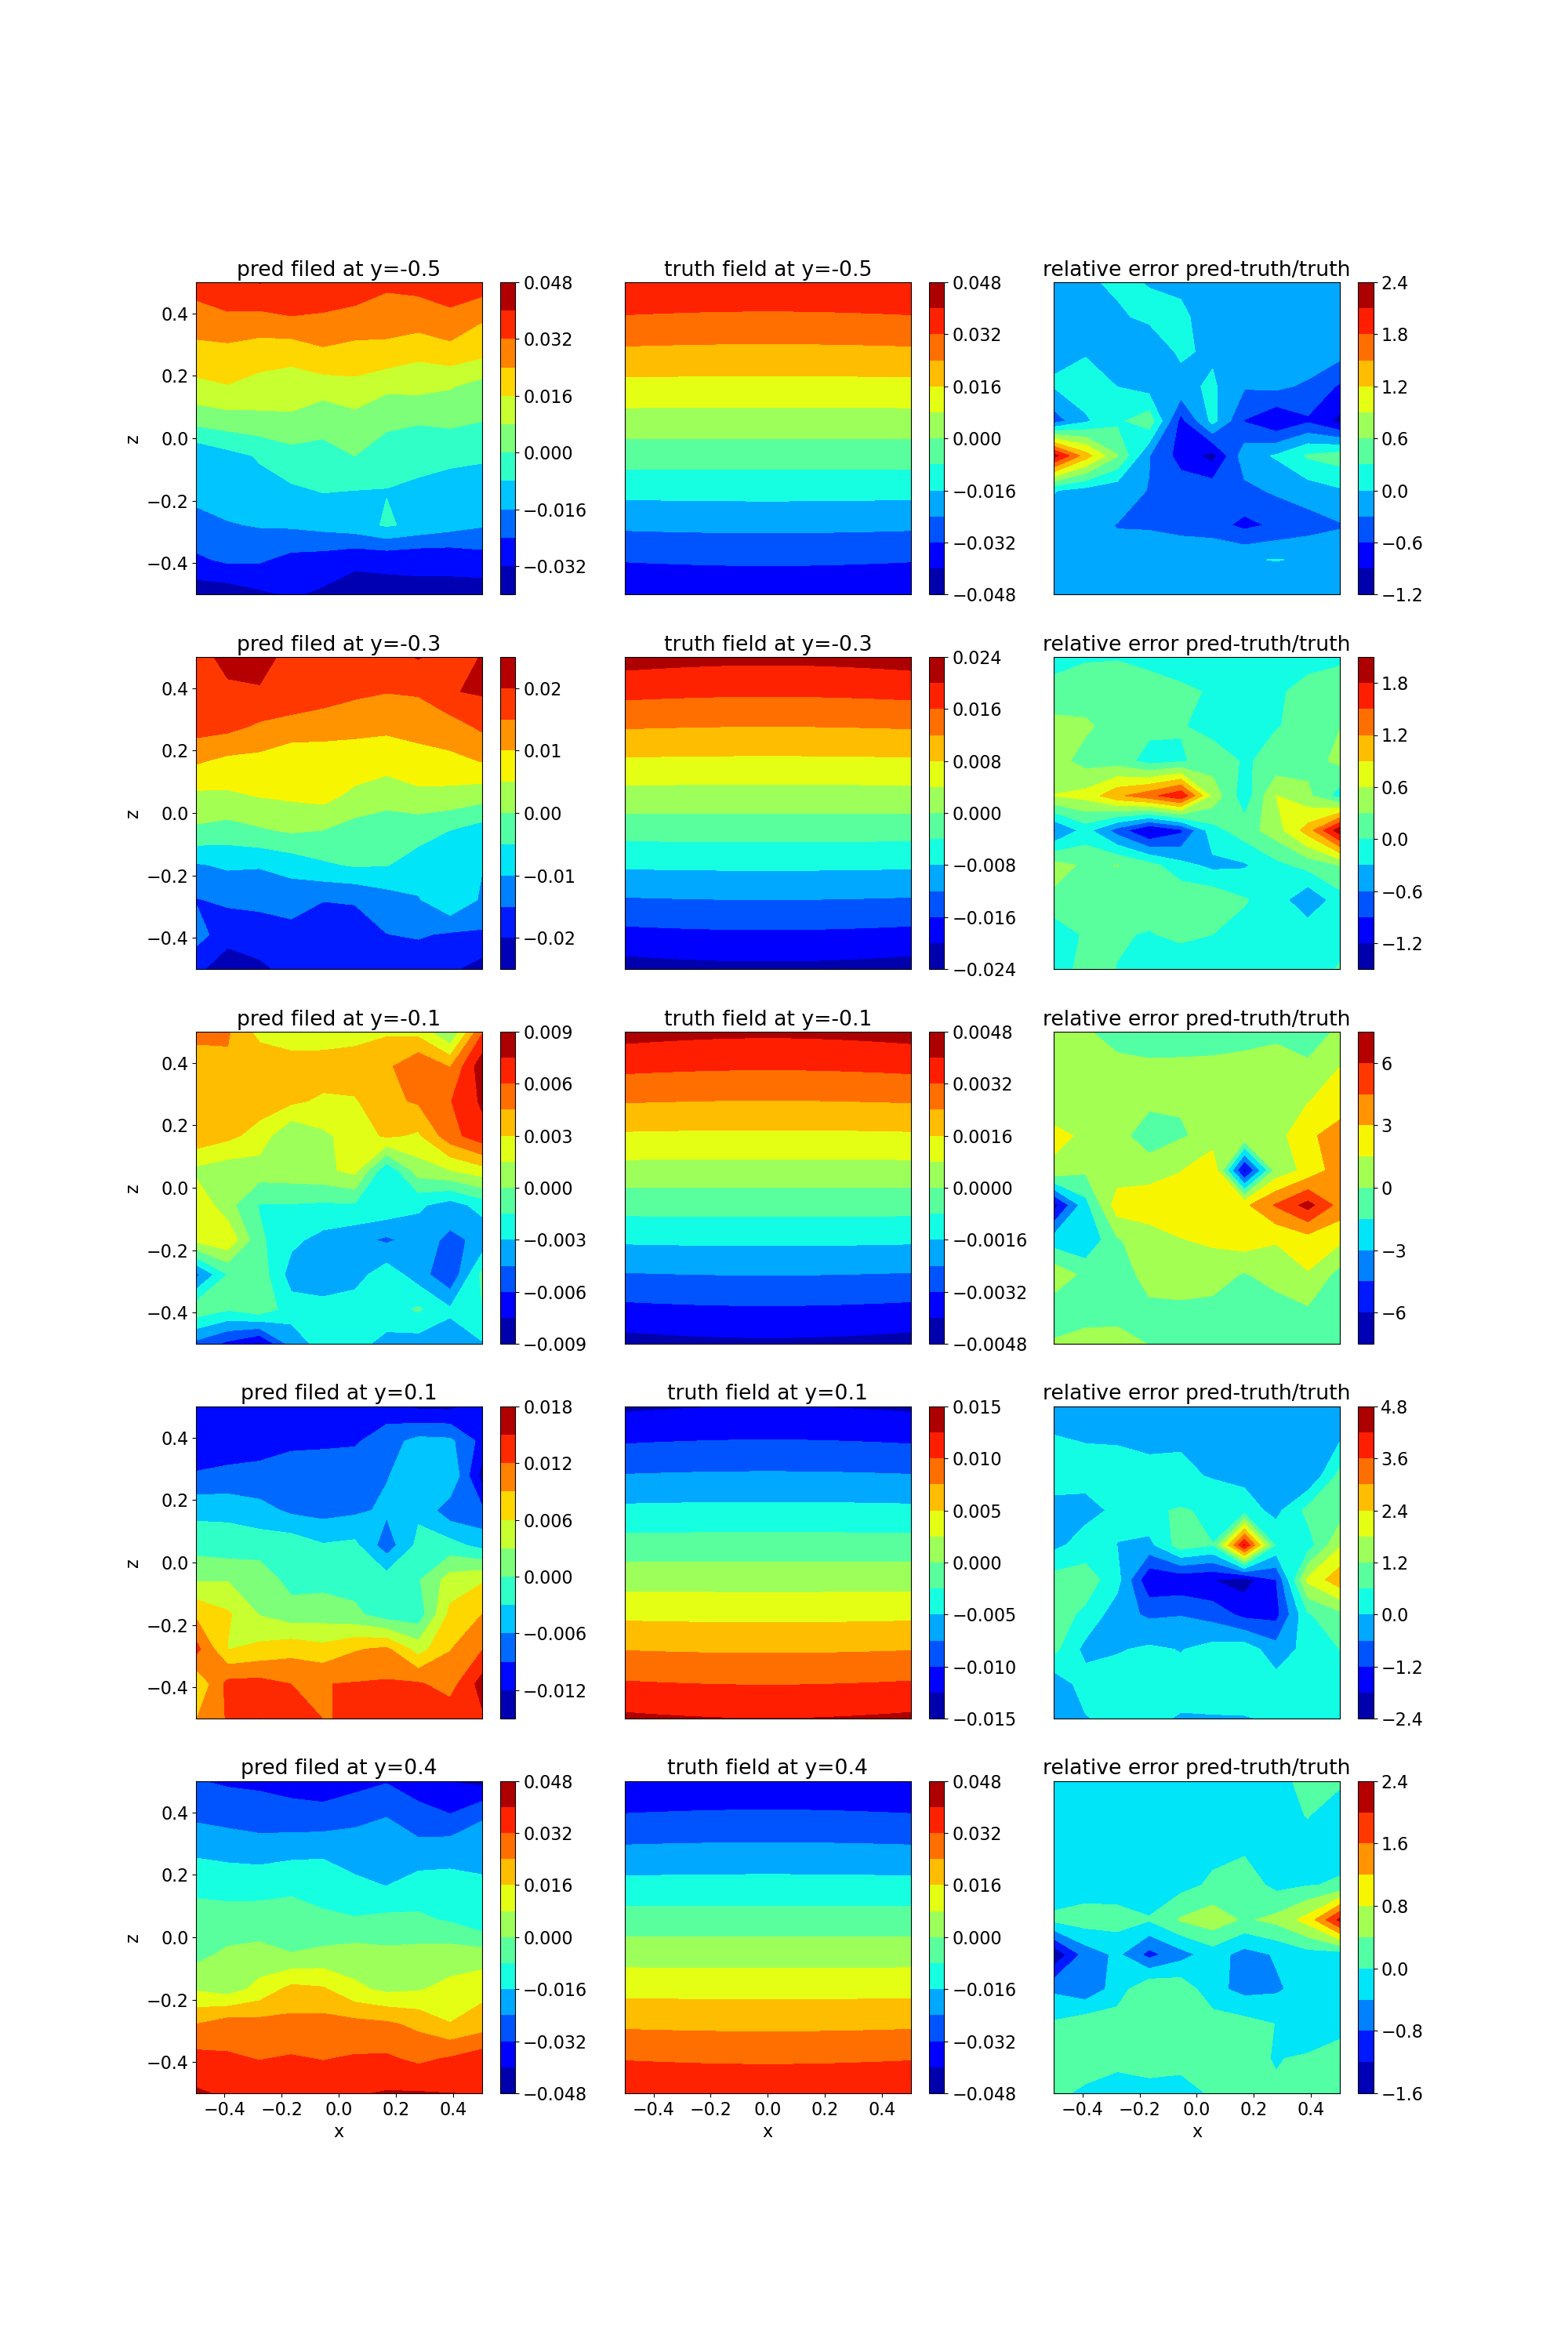 pred filed at y=-0.5 truth field at y=-0.5 relative error pred-truth/truth
z 0.4 0.2 0.0 −0.2 −0.4
0.048 0.032 0.016 0.000 −0.016 −0.032
0.048 0.032 0.016 0.000 −0.016 −0.032 −0.048
2.4 1.8 1.2 0.6 0.0 −0.6 −1.2
pred filed at y=-0.3 truth field at y=-0.3 relative error pred-truth/truth
z 0.4 0.2 0.0 −0.2 −0.4
0.02 0.01 0.00 −0.01 −0.02
0.024 0.016 0.008 0.000 −0.008 −0.016 −0.024
1.8 1.2 0.6 0.0 −0.6 −1.2
pred filed at y=-0.1 truth field at y=-0.1 relative error pred-truth/truth
z 0.4 0.2 0.0 −0.2 −0.4
0.009 0.006 0.003 0.000 −0.003 −0.006 −0.009
0.0048 0.0032 0.0016 0.0000 −0.0016 −0.0032 −0.0048
6 3 0 −3 −6
pred filed at y=0.1 truth field at y=0.1 relative error pred-truth/truth
z 0.4 0.2 0.0 −0.2 −0.4
0.018 0.012 0.006 0.000 −0.006 −0.012
0.015 0.010 0.005 0.000 −0.005 −0.010 −0.015
4.8 3.6 2.4 1.2 0.0 −1.2 −2.4
pred filed at y=0.4 truth field at y=0.4 relative error pred-truth/truth
z 0.4 0.2 0.0 −0.2 −0.4
0.048 0.032 0.016 0.000 −0.016 −0.032 −0.048
0.048 0.032 0.016 0.000 −0.016 −0.032 −0.048
2.4 1.6 0.8 0.0 −0.8 −1.6
−0.4 −0.2 0.0 0.2 0.4 −0.4 −0.2 0.0 0.2 0.4 −0.4 −0.2 0.0 0.2 0.4
x x x